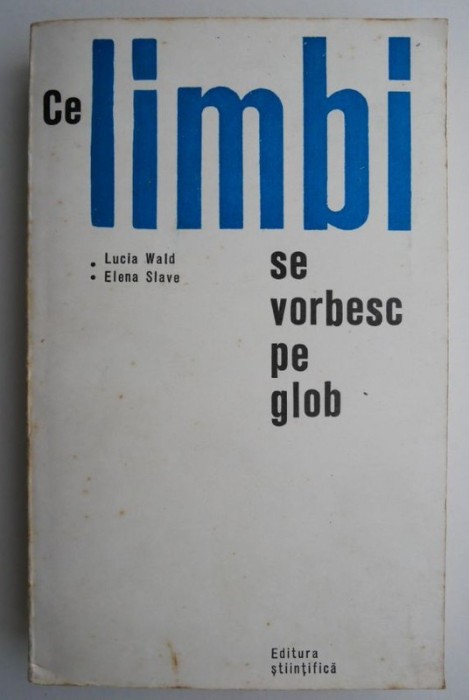 Ce limbi
Lucia Wald
Elena Slave
se
vorbesc
pe
glob
Editura
științifică